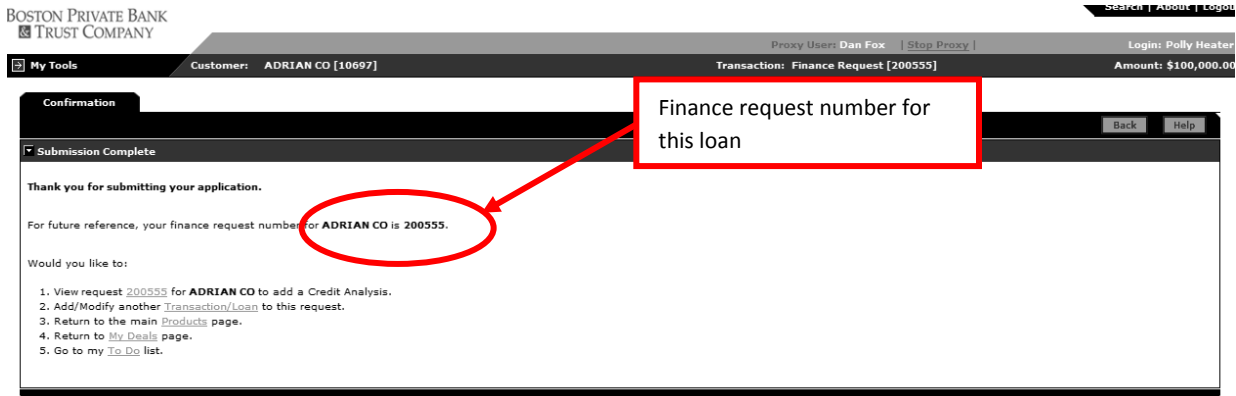 BOSTON PRIVATE BANK
& TRUST COMPANY
Search | About | Logou
Proxy User: Dan Fox | Stop Proxy |
Login: Polly Heater
My Tools
Customer: ADRIAN CO [10697]
Transaction: Finance Request [200555]
Amount: $100,000.00
Confirmation
Finance request number for
this loan
Back
Help
Submission Complete
Thank you for submitting your application.
For future reference, your finance request number for ADRIAN CO is 200555.
Would you like to:
1. View request 200555 for ADRIAN CO to add a Credit Analysis.
2. Add/Modify another Transaction/Loan to this request.
3. Return to the main Products page.
4. Return to My Deals page.
5. Go to my To Do list.